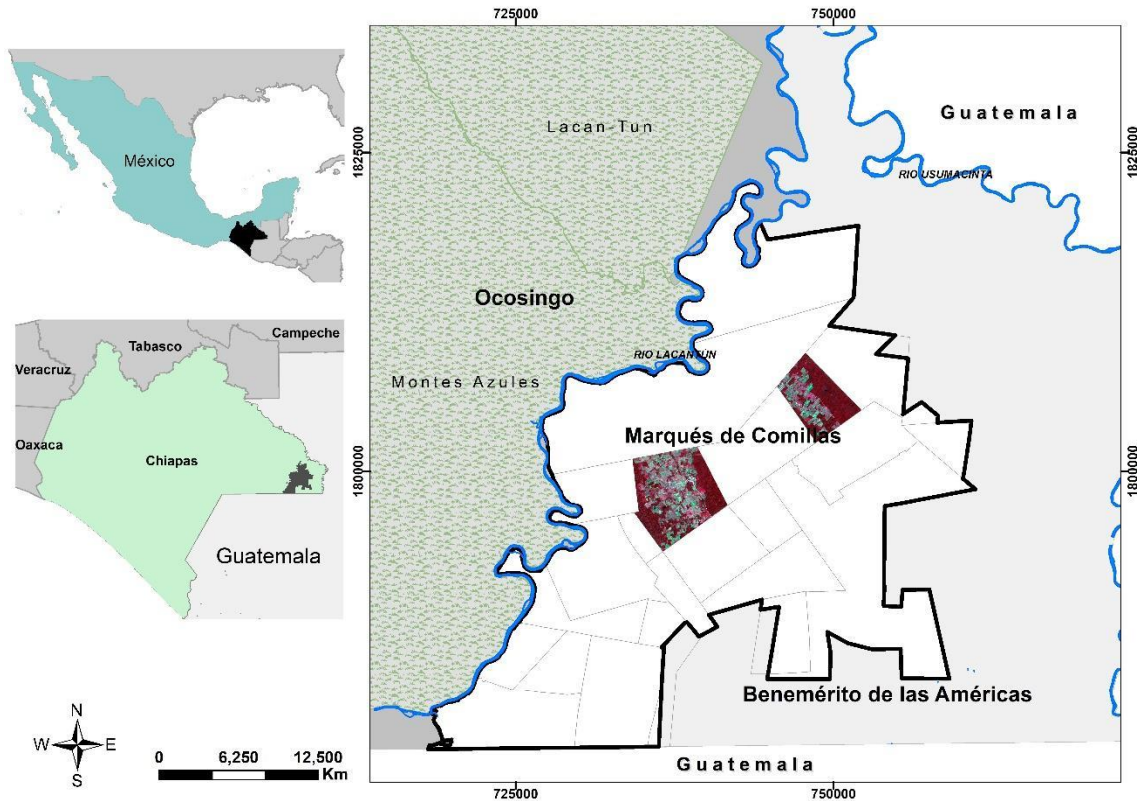 México
Campeche
Tabasco
Veracruz
Oaxaca
Chiapas
Guatemala
N
W E
S
0 6,250 12,500
Km
725000 750000
1825000 1825000
Lacan-Tun
Guatemala
RIO USUMACINTA
Ocosingo
RIO LACANTÚN
Montes Azules
Marqués de Comillas
1800000 1800000
Benemérito de las Américas
Guatemala
725000 750000